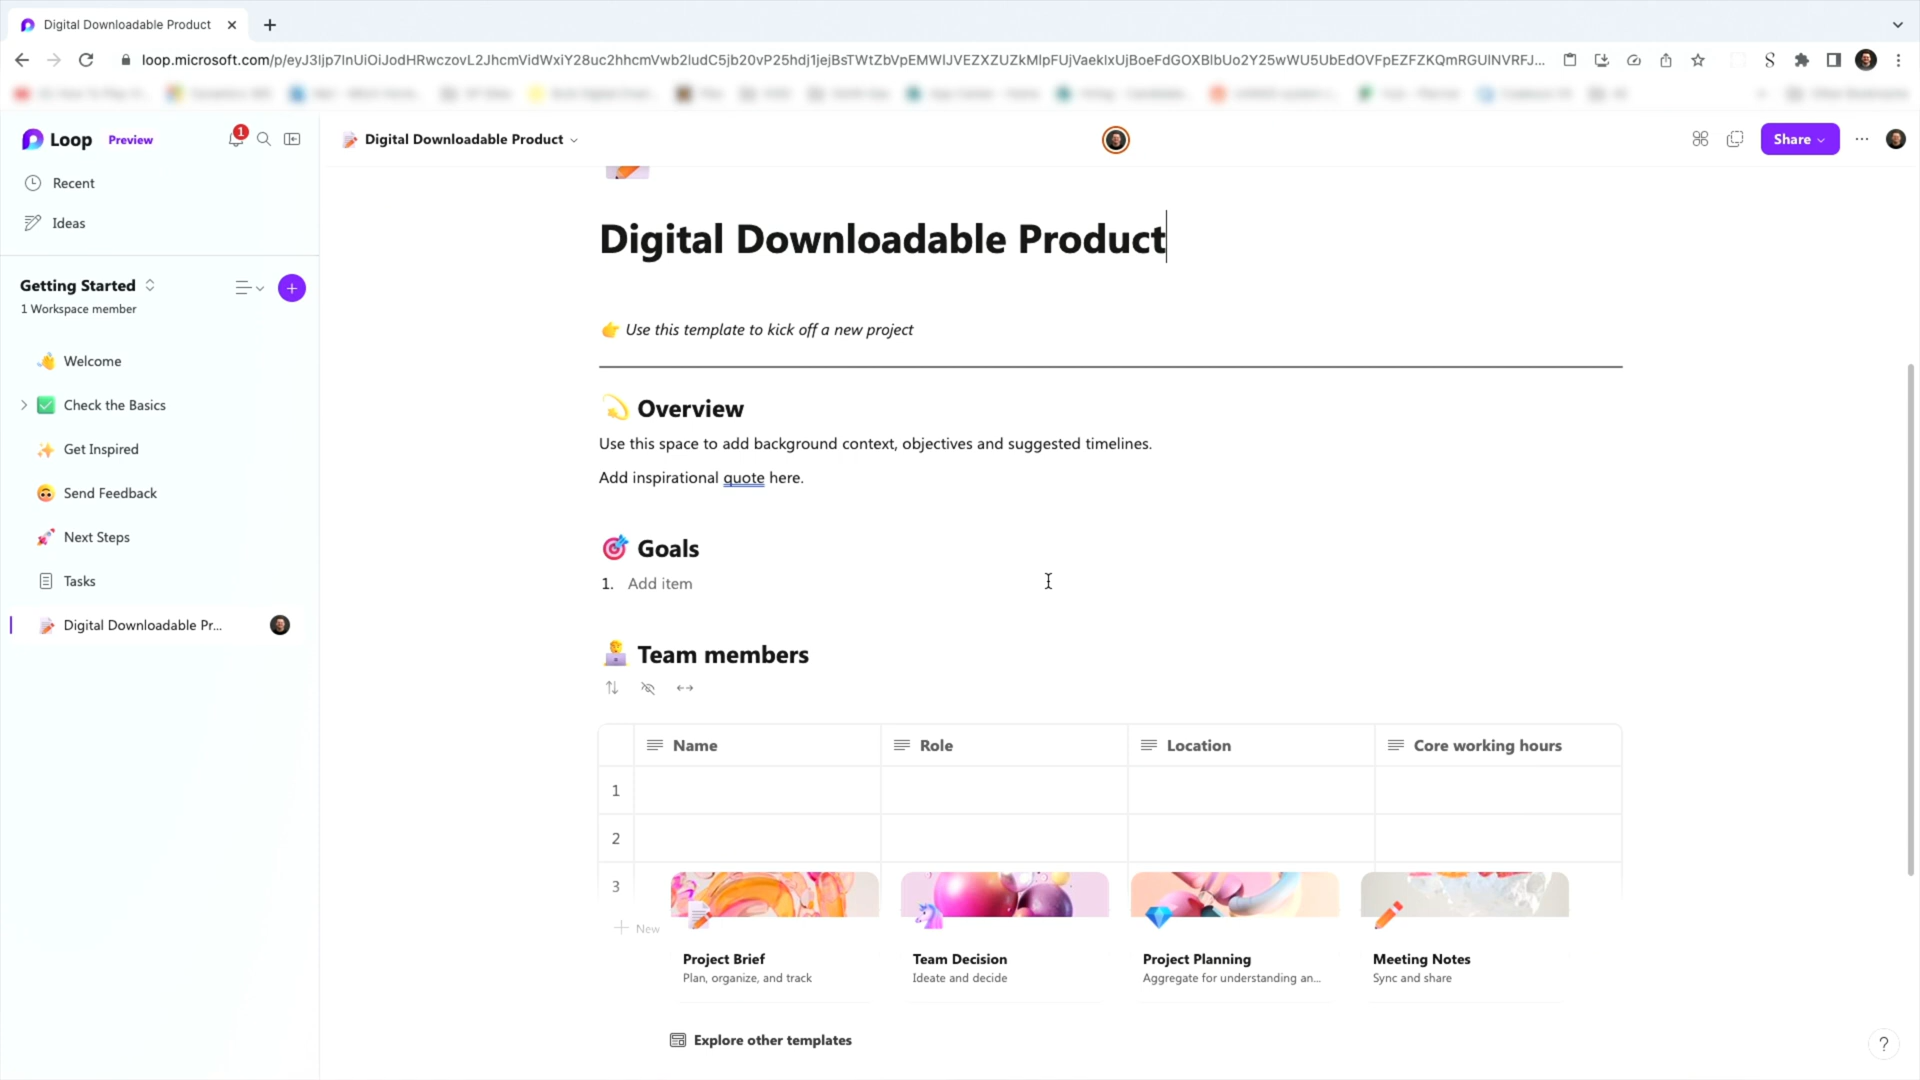 Digital Downloadable Product
loop.microsoft.com/p/
Loop Preview 1
Recent
Ideas
Getting Started
1 Workspace member
Welcome
Check the Basics
Get Inspired
Send Feedback
Next Steps
Tasks
Digital Downloadable Pr...
Digital Downloadable Product
Share
Digital Downloadable Product
Use this template to kick off a new project
Overview
Use this space to add background context, objectives and suggested timelines.
Add inspirational quote here.
Goals
1. Add item
Team members
Name Role Location Core working hours
1
2
3
New
Project Brief
Plan, organize, and track
Team Decision
Ideate and decide
Project Planning
Aggregate for understanding an...
Meeting Notes
Sync and share
Explore other templates
?